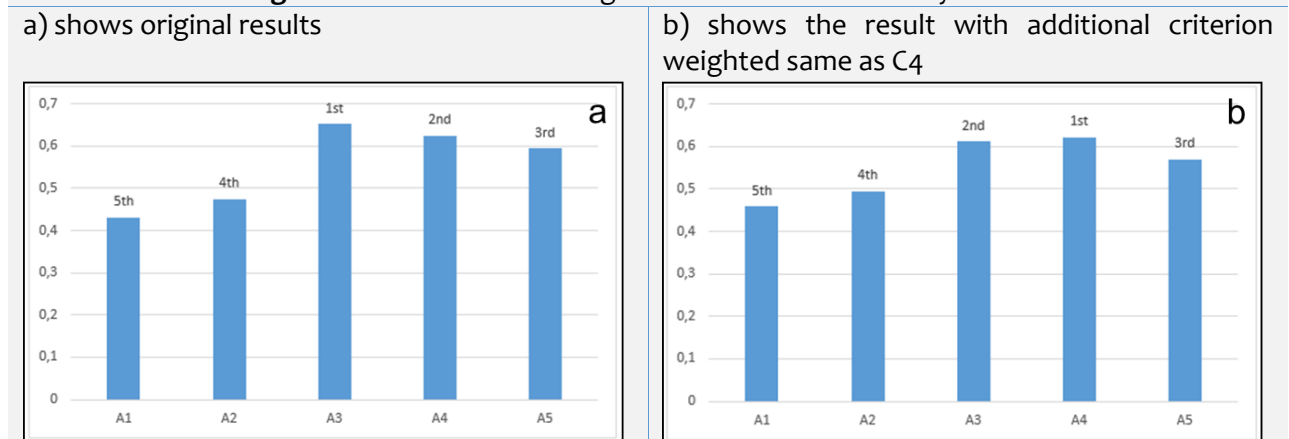 a) shows original results
b) shows the result with additional criterion
weighted same as C4
a
0,7
0,6
0,5
0,4
0,3
0,2
0,1
0
5th
4th
1st
2nd
3rd
A1
A2
A3
A4
A5
b
0,7
0,6
0,5
0,4
0,3
0,2
0,1
0
5th
4th
2nd
1st
3rd
A1
A2
A3
A4
A5